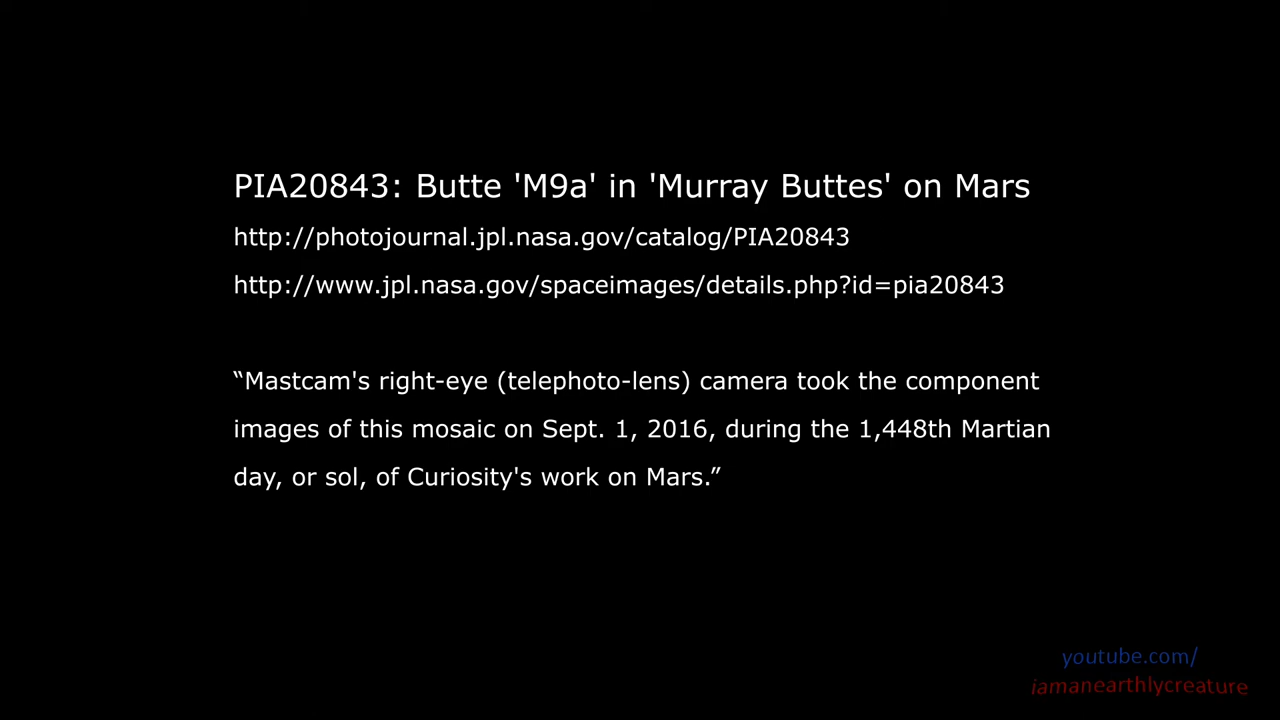 PIA20843: Butte 'M9a' in 'Murray Buttes' on Mars
http://photojournal.jpl.nasa.gov/catalog/PIA20843
http://www.jpl.nasa.gov/spaceimages/details.php?id=pia20843
“Mastcam's right-eye (telephoto-lens) camera took the component
images of this mosaic on Sept. 1, 2016, during the 1,448th Martian
day, or sol, of Curiosity's work on Mars.”
youtube.com/
iamanearthlycreature